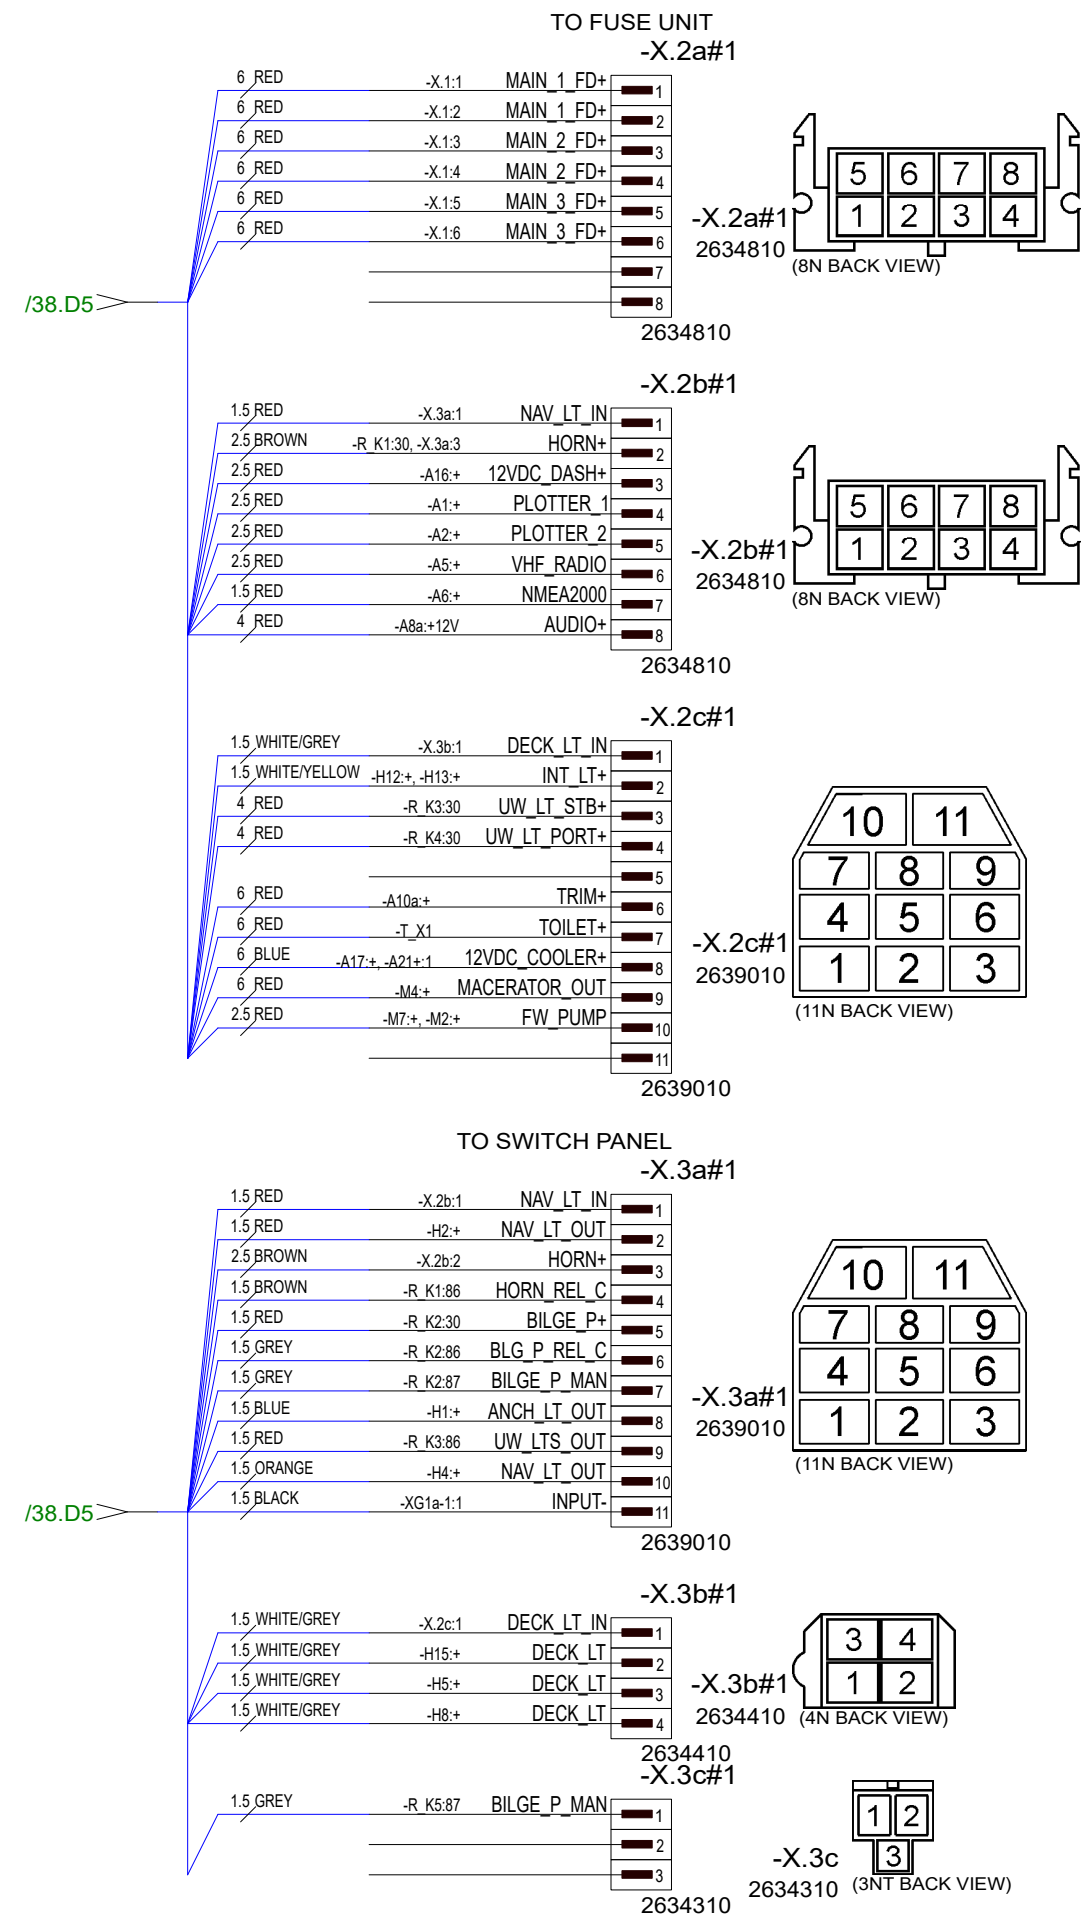 TO FUSE UNIT
-X.2a#1
6 RED -X.1:1 MAIN_1_FD+ 1
6 RED -X.1:2 MAIN_1_FD+ 2
6 RED -X.1:3 MAIN_2_FD+ 3
6 RED -X.1:4 MAIN_2_FD+ 4
6 RED -X.1:5 MAIN_3_FD+ 5
6 RED -X.1:6 MAIN_3_FD+ 6
7
8
/38.D5
2634810
5 6 7 8
1 2 3 4
-X.2a#1
2634810
(8N BACK VIEW)
-X.2b#1
1.5 RED -X.3a:1 NAV_LT_IN 1
2.5 BROWN -R_K1:30, -X.3a:3 HORN+ 2
2.5 RED -A16:+ 12VDC_DASH+ 3
2.5 RED -A1:+ PLOTTER_1 4
2.5 RED -A2:+ PLOTTER_2 5
2.5 RED -A5:+ VHF_RADIO 6
1.5 RED -A6:+ NMEA2000 7
4 RED -A8a:+12V AUDIO+ 8
2634810
5 6 7 8
1 2 3 4
-X.2b#1
2634810
(8N BACK VIEW)
-X.2c#1
1.5 WHITE/GREY -X.3b:1 DECK_LT_IN 1
1.5 WHITE/YELLOW -H12:+, -H13:+ INT_LT+ 2
4 RED -R_K3:30 UW_LT_STB+ 3
4 RED -R_K4:30 UW_LT_PORT+ 4
5
6 RED -A10a:+ TRIM+ 6
6 RED -T_X1 TOILET+ 7
6 BLUE -A17:+, -A21+:1 12VDC_COOLER+ 8
6 RED -M4:+ MACERATOR_OUT 9
2.5 RED -M7:+, -M2:+ FW_PUMP 10
11
2639010
10 11
7 8 9
4 5 6
1 2 3
-X.2c#1
2639010
(11N BACK VIEW)
TO SWITCH PANEL
-X.3a#1
1.5 RED -X.2b:1 NAV_LT_IN 1
1.5 RED -H2:+ NAV_LT_OUT 2
2.5 BROWN -X.2b:2 HORN+ 3
1.5 BROWN -R_K1:86 HORN_REL_C 4
1.5 RED -R_K2:30 BILGE_P+ 5
1.5 GREY -R_K2:86 BLG_P_REL_C 6
1.5 GREY -R_K2:87 BILGE_P_MAN 7
1.5 BLUE -H1:+ ANCH_LT_OUT 8
1.5 RED -R_K3:86 UW_LTS_OUT 9
1.5 ORANGE -H4:+ NAV_LT_OUT 10
1.5 BLACK -XG1a-1:1 INPUT- 11
/38.D5
2639010
10 11
7 8 9
4 5 6
1 2 3
-X.3a#1
2639010
(11N BACK VIEW)
-X.3b#1
1.5 WHITE/GREY -X.2c:1 DECK_LT_IN 1
1.5 WHITE/GREY -H15:+ DECK_LT 2
1.5 WHITE/GREY -H5:+ DECK_LT 3
1.5 WHITE/GREY -H8:+ DECK_LT 4
2634410
3 4
1 2
-X.3b#1
2634410
(4N BACK VIEW)
-X.3c#1
1.5 GREY -R_K5:87 BILGE_P_MAN 1
2
3
2634310
1 2
3
-X.3c
2634310
(3NT BACK VIEW)